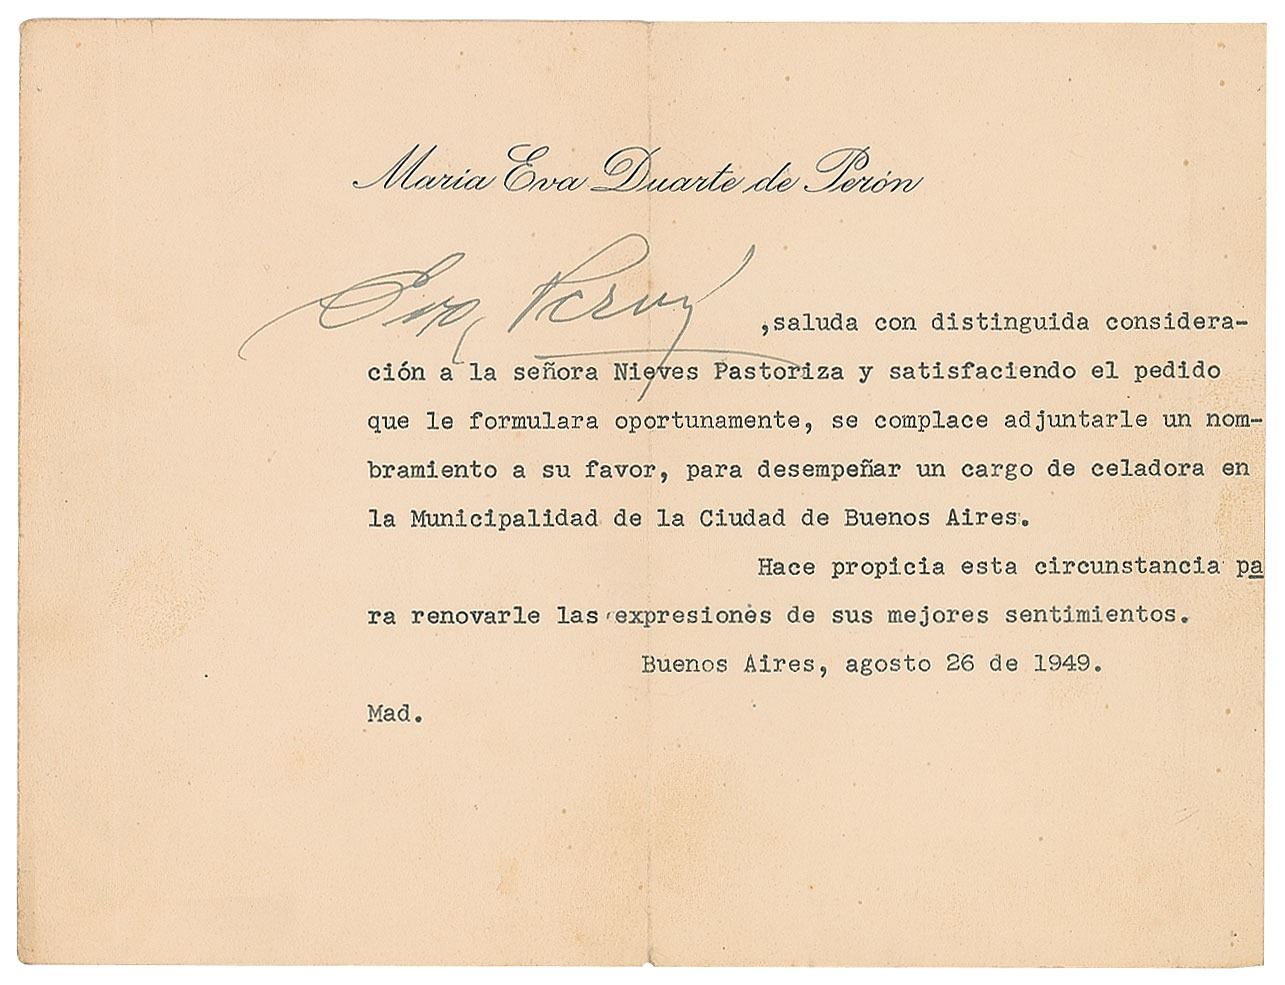 María Eva Duarte de Perón
Eva Perón
,saluda con distinguida considera-
ción a la señora Nieves Pastoriza y satisfaciendo el pedido
que le formulara oportunamente, se complace adjuntarle un nom-
bramiento a su favor, para desempeñar un cargo de celadora en
la Municipalidad de la Ciudad de Buenos Aires.
Hace propicia esta circunstancia pa
ra renovarle las expresiones de sus mejores sentimientos.
Buenos Aires, agosto 26 de 1949.
Mad.